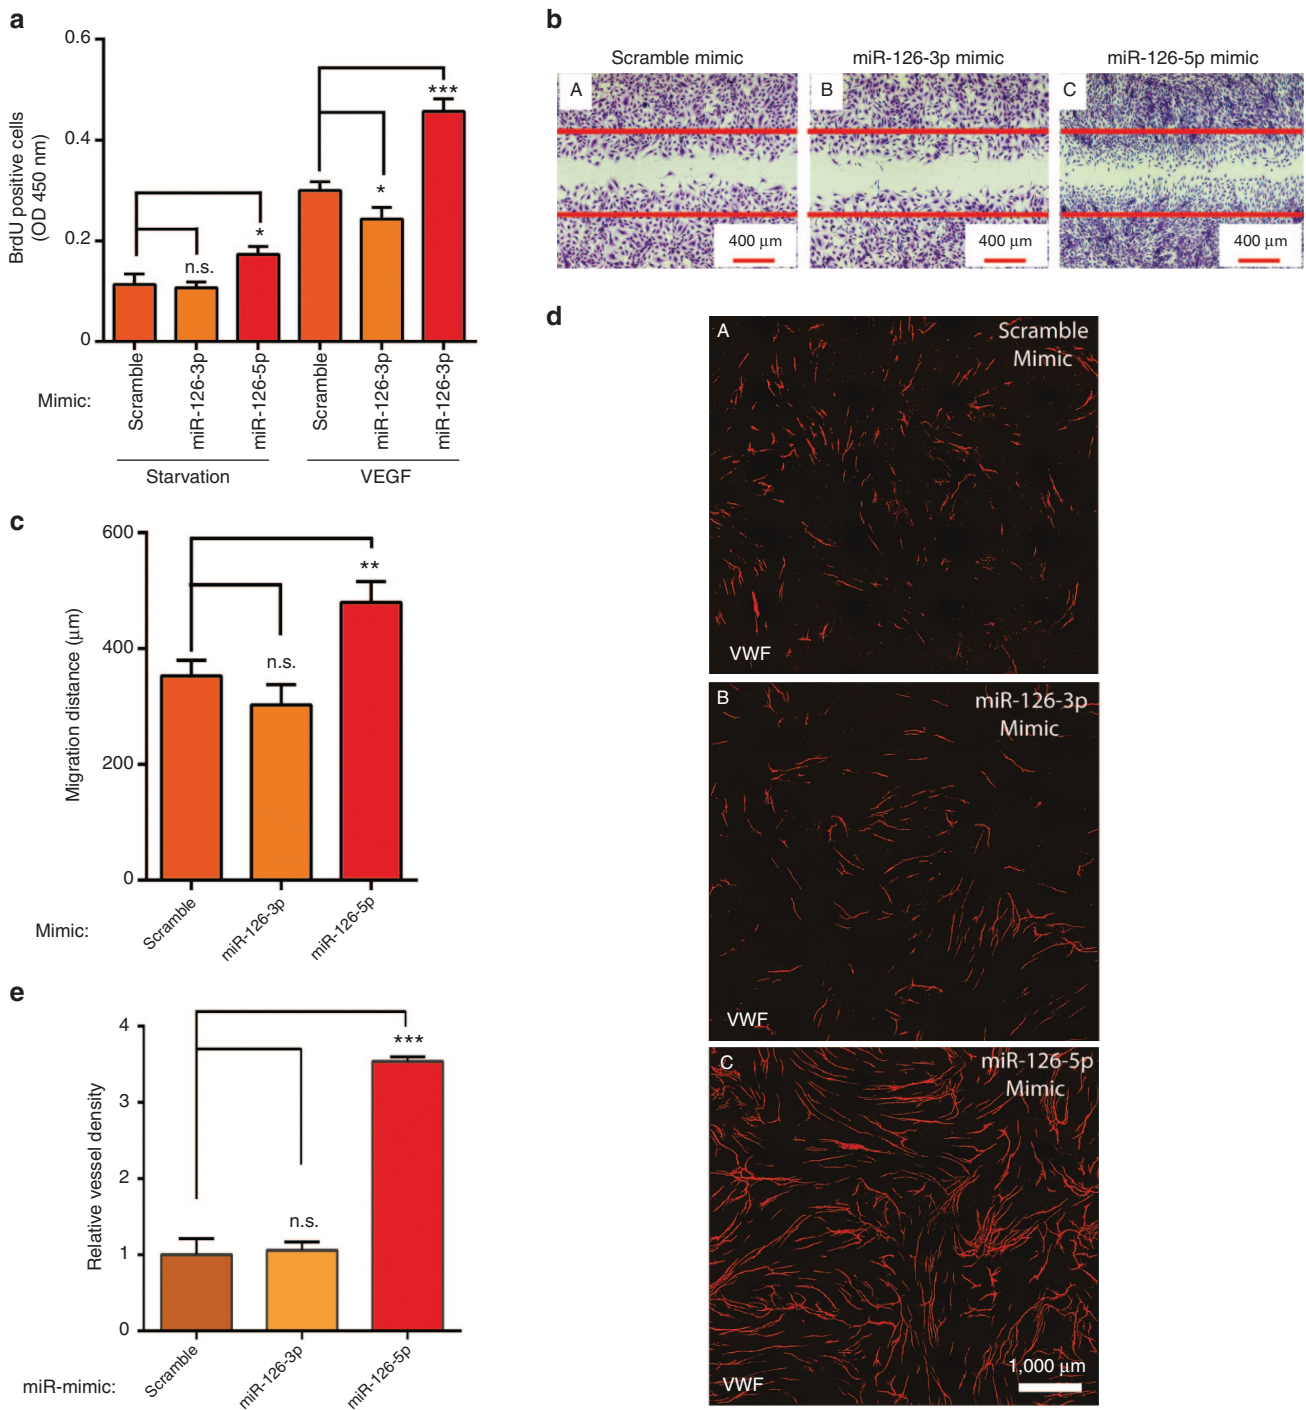 a
0.6
0.4
0.2
0
BrdU positive cells
(OD 450 nm)
n.s.
*
*
***
Mimic:
Scramble
miR-126-3p
miR-126-5p
Scramble
miR-126-3p
miR-126-3p
Starvation
VEGF
b
Scramble mimic
miR-126-3p mimic
miR-126-5p mimic
A
B
C
400 µm
400 µm
400 µm
c
600
400
200
0
Migration distance (µm)
n.s.
**
Mimic:
Scramble
miR-126-3p
miR-126-5p
d
A
Scramble
Mimic
VWF
B
miR-126-3p
Mimic
VWF
C
miR-126-5p
Mimic
1,000 µm
VWF
e
4
3
2
1
0
Relative vessel density
n.s.
***
miR-mimic:
Scramble
miR-126-3p
miR-126-5p